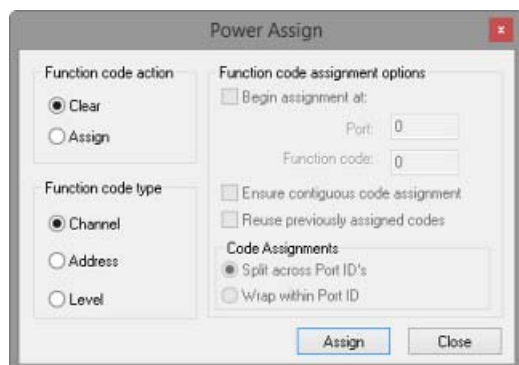 Power Assign
x
Function code action
Clear
Assign
Function code type
Channel
Address
Level
Function code assignment options
Begin assignment at:
Port: 0
Function code: 0
Ensure contiguous code assignment
Reuse previously assigned codes
Code Assignments
Split across Port ID's
Wrap within Port ID
Assign Close